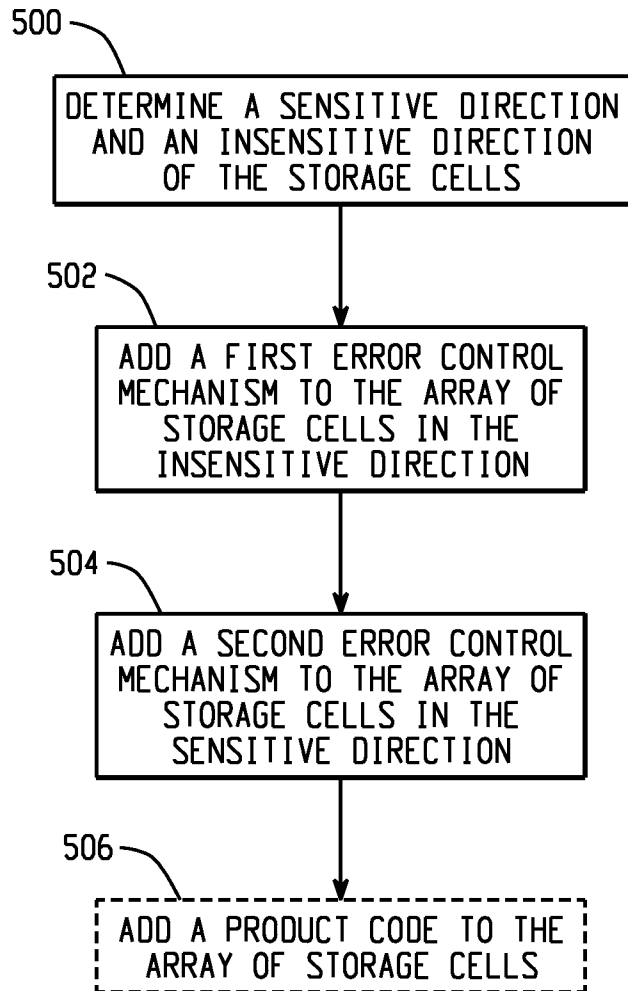 500
DETERMINE A SENSITIVE DIRECTION
AND AN INSENSITIVE DIRECTION
OF THE STORAGE CELLS
502
ADD A FIRST ERROR CONTROL
MECHANISM TO THE ARRAY OF
STORAGE CELLS IN THE
INSENSITIVE DIRECTION
504
ADD A SECOND ERROR CONTROL
MECHANISM TO THE ARRAY OF
STORAGE CELLS IN THE
SENSITIVE DIRECTION
506
ADD A PRODUCT CODE TO THE
ARRAY OF STORAGE CELLS